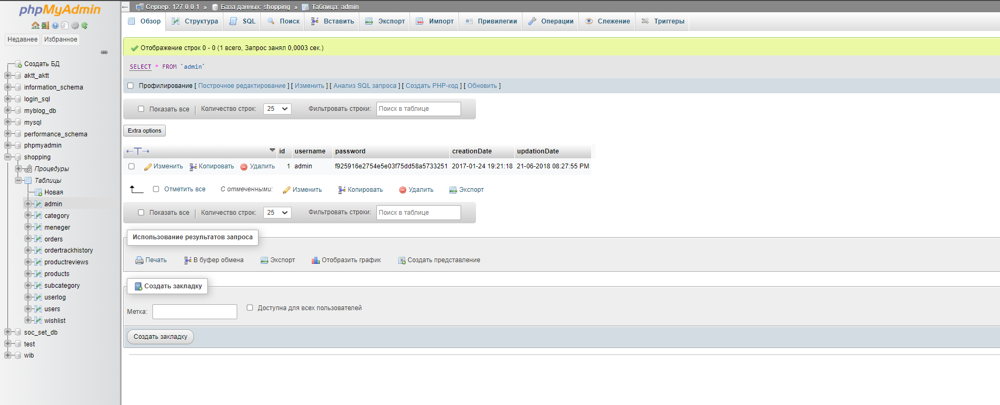 phpMyAdmin
Недавнее Избранное
Создать БД
aktt_aktt
information_schema
login_sql
myblog_db
mysql
performance_schema
phpmyadmin
shopping
Процедуры
Таблицы
Новая
admin
category
meneger
orders
ordertrackhistory
productreviews
products
subcategory
userlog
users
wishlist
soc_set_db
test
wib
Сервер: 127.0.0.1 » База данных: shopping » Таблица: admin
Обзор Структура SQL Поиск Вставить Экспорт Импорт Привилегии Операции Слежение Триггеры
Отображение строк 0 - 0 (1 всего, Запрос занял 0,0003 сек.)
SELECT * FROM `admin`
Профилирование [ Построчное редактирование ] [ Изменить ] [ Анализ SQL запроса ] [ Создать PHP-код ] [ Обновить ]
Показать все | Количество строк: 25 Фильтровать строки: Поиск в таблице
Extra options
←T→ id username password creationDate updationDate
Изменить Копировать Удалить 1 admin f925916e2754e5e03f75dd58a5733251 2017-01-24 19:21:18 21-06-2018 08:27:55 PM
Отметить все С отмеченными: Изменить Копировать Удалить Экспорт
Показать все | Количество строк: 25 Фильтровать строки: Поиск в таблице
Использование результатов запроса
Печать В буфер обмена Экспорт Отобразить график Создать представление
Создать закладку
Метка: Доступна для всех пользователей
Создать закладку